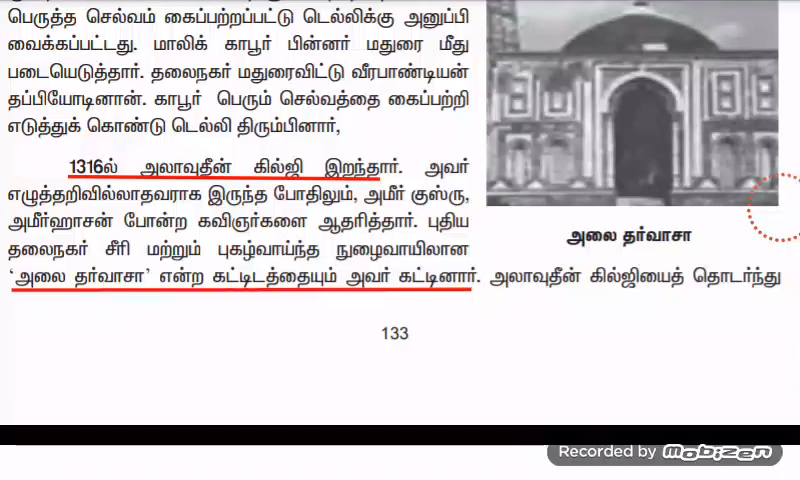 பெருத்த செல்வம் கைப்பற்றப்பட்டு டெல்லிக்கு அனுப்பி
வைக்கப்பட்டது. மாலிக் காபூர் பின்னர் மதுரை மீது
படையெடுத்தார். தலைநகர் மதுரைவிட்டு வீரபாண்டியன்
தப்பியோடினான். காபூர் பெரும் செல்வத்தை கைப்பற்றி
எடுத்துக் கொண்டு டெல்லி திரும்பினார்,
1316ல் அலாவுதீன் கில்ஜி இறந்தார். அவர்
எழுத்தறிவில்லாதவராக இருந்த போதிலும், அமீர் குஸ்ரு,
அமீர்ஹாசன் போன்ற கவிஞர்களை ஆதரித்தார். புதிய
தலைநகர் சீரி மற்றும் புகழ்வாய்ந்த நுழைவாயிலான
‘அலை தர்வாசா’ என்ற கட்டிடத்தையும் அவர் கட்டினார். அலாவுதீன் கில்ஜியைத் தொடர்ந்து
அலை தர்வாசா
133
Recorded by mobizen